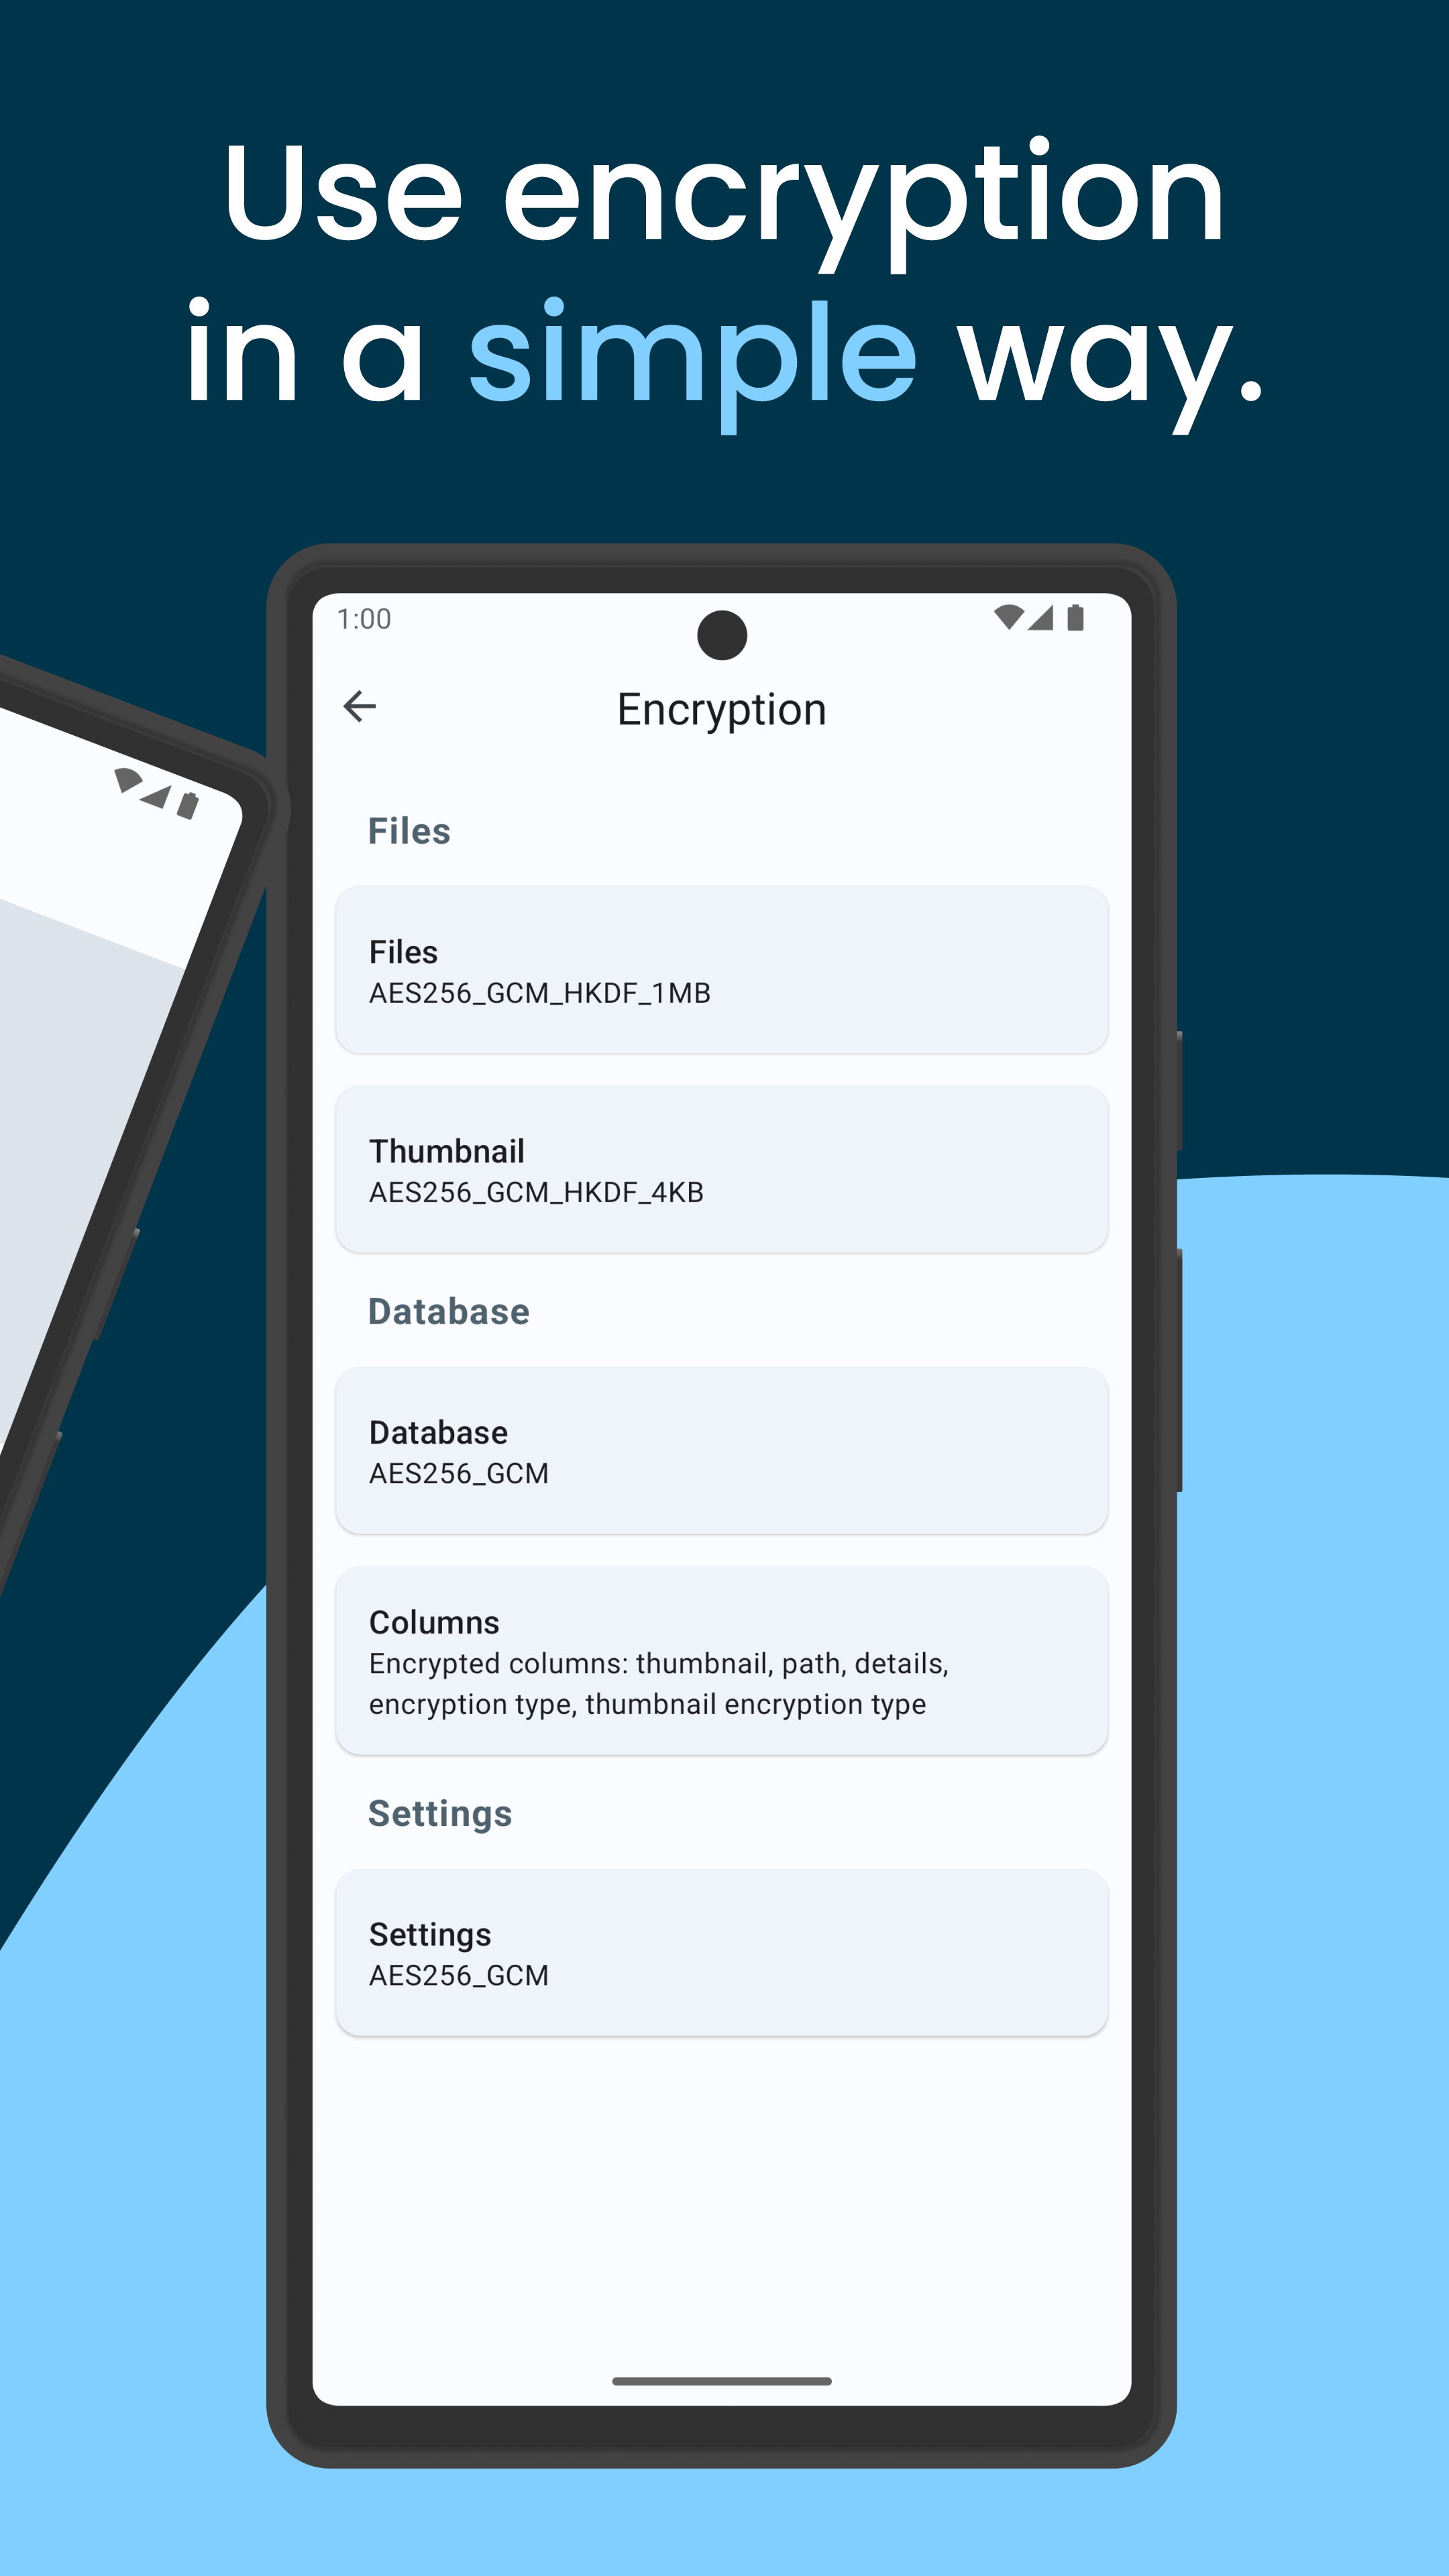 Use encryption
in a simple way.
1:00
Encryption
Files
Files
AES256_GCM_HKDF_1MB
Thumbnail
AES256_GCM_HKDF_4KB
Database
Database
AES256_GCM
Columns
Encrypted columns: thumbnail, path, details,
encryption type, thumbnail encryption type
Settings
Settings
AES256_GCM